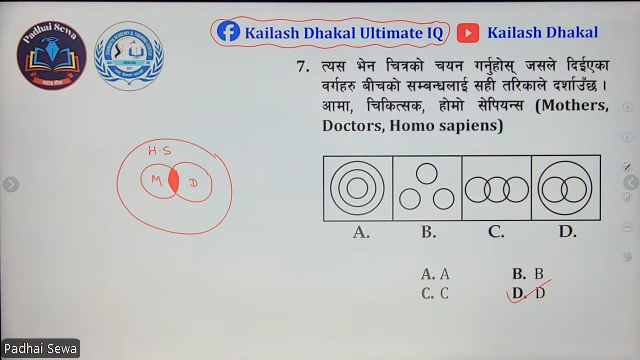 Padhai Sewa
Kailash Dhakal Ultimate IQ Kailash Dhakal
7. त्यस भेन चित्रको चयन गर्नुहोस् जसले दिईएका
वर्गहरु बीचको सम्बन्धलाई सही तरिकाले दर्शाउँछ ।
आमा, चिकित्सक, होमो सेपियन्स (Mothers,
Doctors, Homo sapiens)
H.S
M D
A. B. C. D.
A. A B. B
C. C D. D
Padhai Sewa